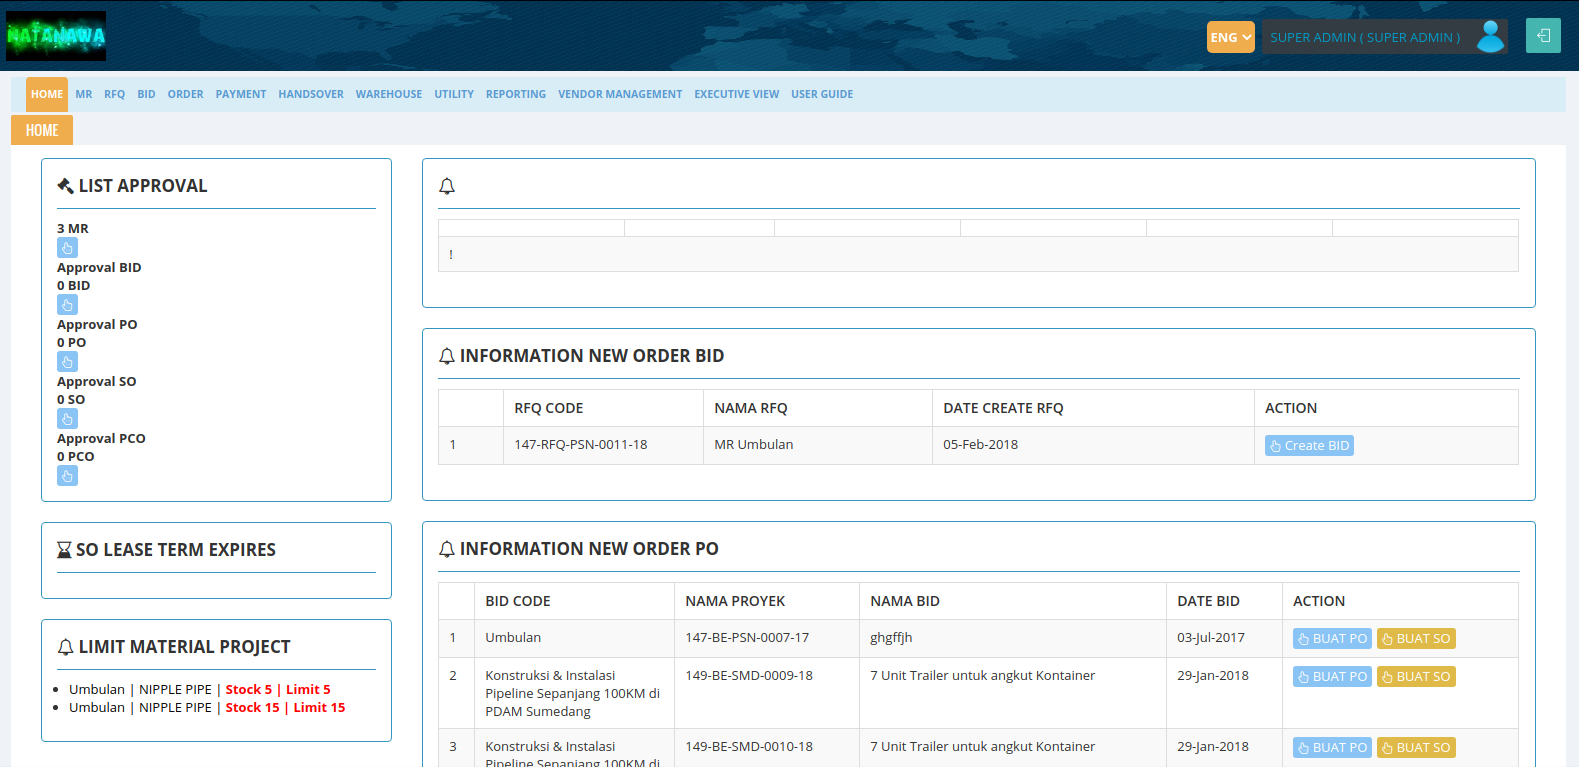 NATANAWA
ENG
SUPER ADMIN ( SUPER ADMIN )
HOME MR RFQ BID ORDER PAYMENT HANDSOVER WAREHOUSE UTILITY REPORTING VENDOR MANAGEMENT EXECUTIVE VIEW USER GUIDE
HOME
LIST APPROVAL
3 MR
Approval BID
0 BID
Approval PO
0 PO
Approval SO
0 SO
Approval PCO
0 PCO
SO LEASE TERM EXPIRES
LIMIT MATERIAL PROJECT
Umbulan | NIPPLE PIPE | Stock 5 | Limit 5
Umbulan | NIPPLE PIPE | Stock 15 | Limit 15
!
INFORMATION NEW ORDER BID
RFQ CODE NAMA RFQ DATE CREATE RFQ ACTION
1 147-RFQ-PSN-0011-18 MR Umbulan 05-Feb-2018 Create BID
INFORMATION NEW ORDER PO
BID CODE NAMA PROYEK NAMA BID DATE BID ACTION
1 Umbulan 147-BE-PSN-0007-17 ghgffjh 03-Jul-2017 BUAT PO BUAT SO
2 Konstruksi & Instalasi 149-BE-SMD-0009-18 7 Unit Trailer untuk angkut Kontainer 29-Jan-2018 BUAT PO BUAT SO
Pipeline Sepanjang 100KM di
PDAM Sumedang
3 Konstruksi & Instalasi 149-BE-SMD-0010-18 7 Unit Trailer untuk angkut Kontainer 29-Jan-2018 BUAT PO BUAT SO
Pipeline Sepanjang 100KM di